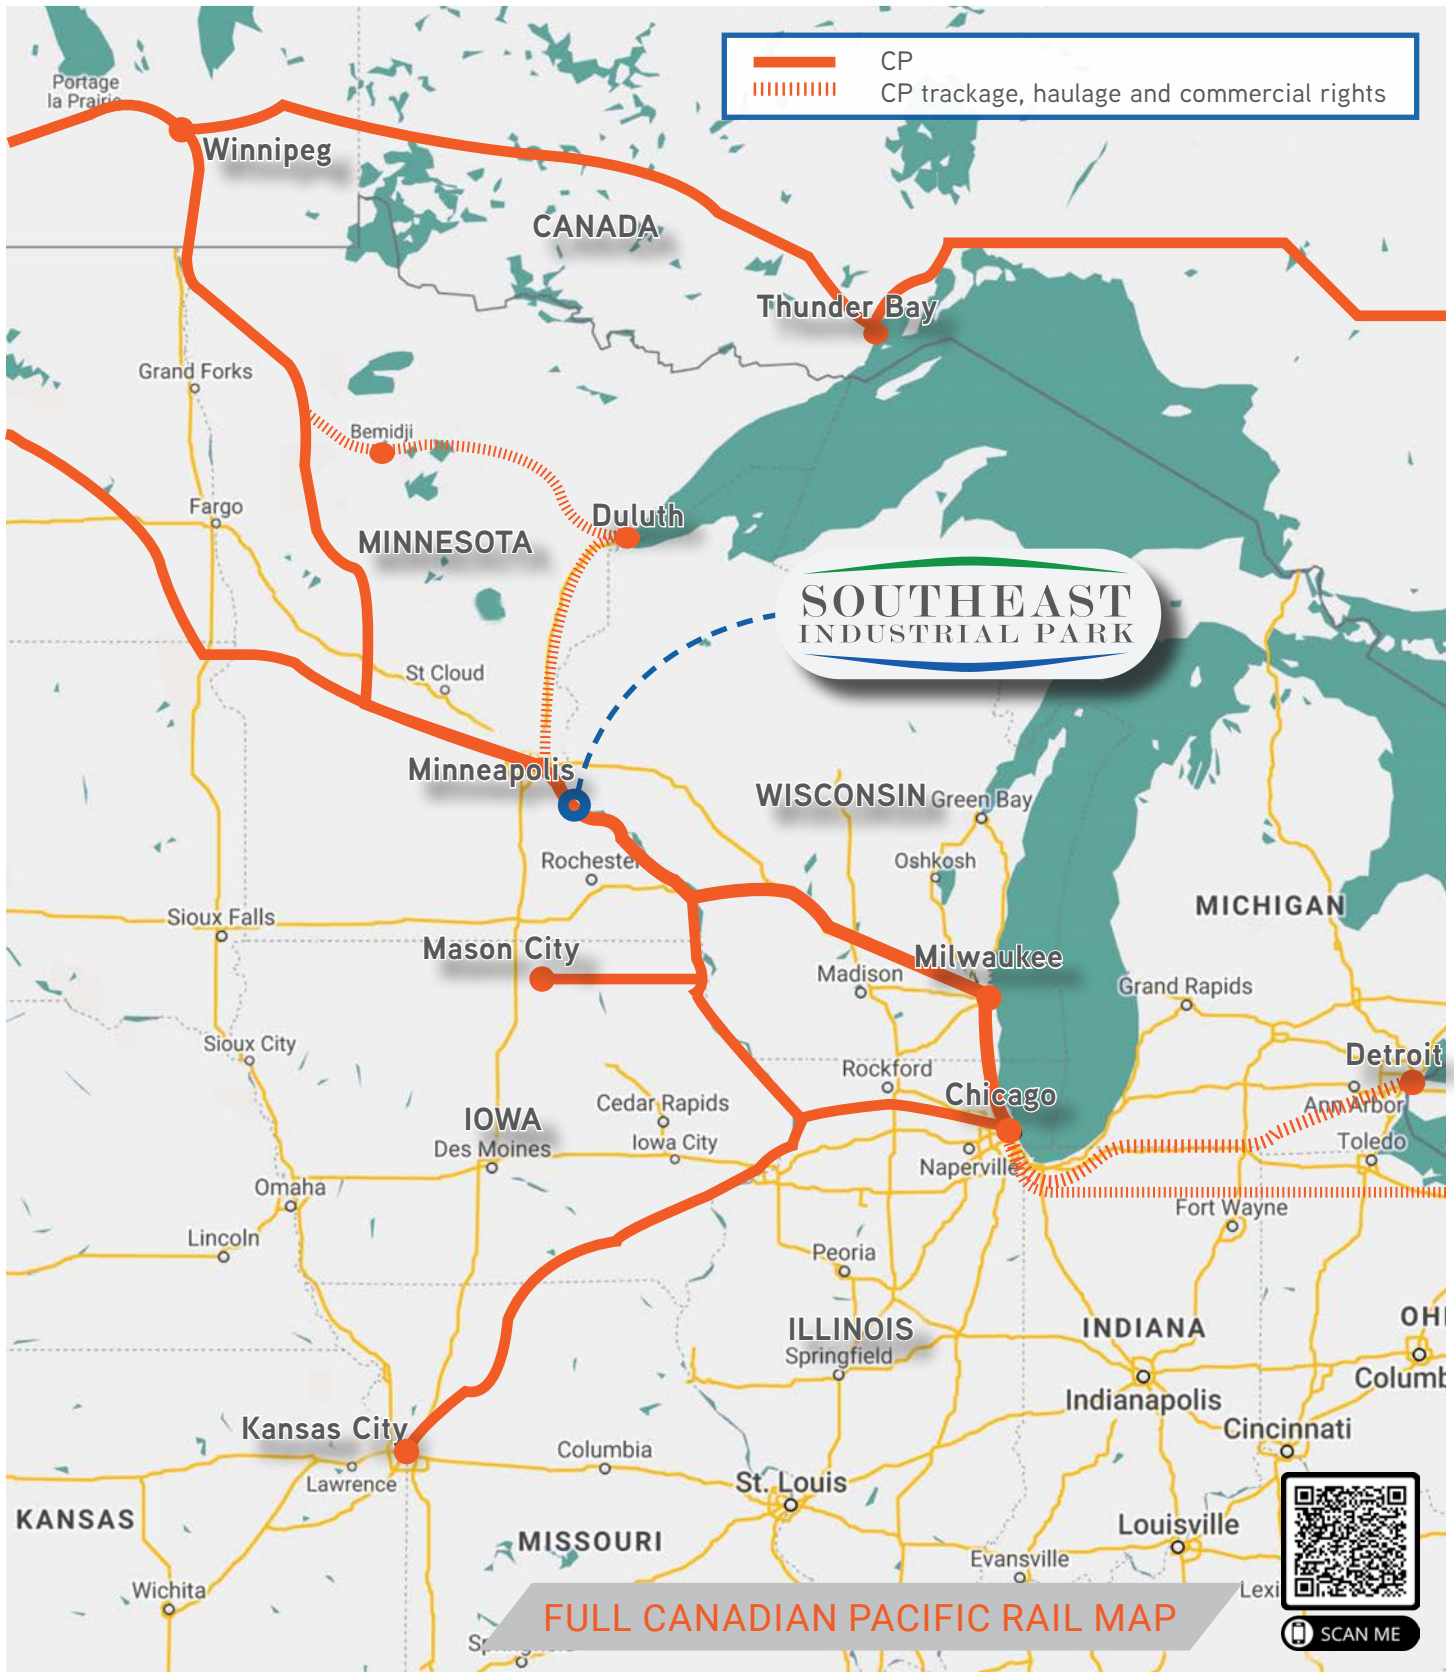 CP
CP trackage, haulage and commercial rights
Portage
la Prairie
Winnipeg
CANADA
Thunder Bay
Grand Forks
Bemidji
Fargo
Duluth
MINNESOTA
SOUTHEAST
INDUSTRIAL PARK
St Cloud
Minneapolis
WISCONSIN
Green Bay
Rochester
Oshkosh
MICHIGAN
Sioux Falls
Mason City
Milwaukee
Madison
Grand Rapids
Sioux City
Detroit
Rockford
Chicago
Ann Arbor
Cedar Rapids
IOWA
Iowa City
Des Moines
Toledo
Naperville
Omaha
Fort Wayne
Lincoln
Peoria
ILLINOIS
INDIANA
OHI
Springfield
Columb
Indianapolis
Kansas City
Cincinnati
Columbia
Lawrence
St. Louis
KANSAS
Louisville
MISSOURI
Evansville
Wichita
Lexi
FULL CANADIAN PACIFIC RAIL MAP
SCAN ME